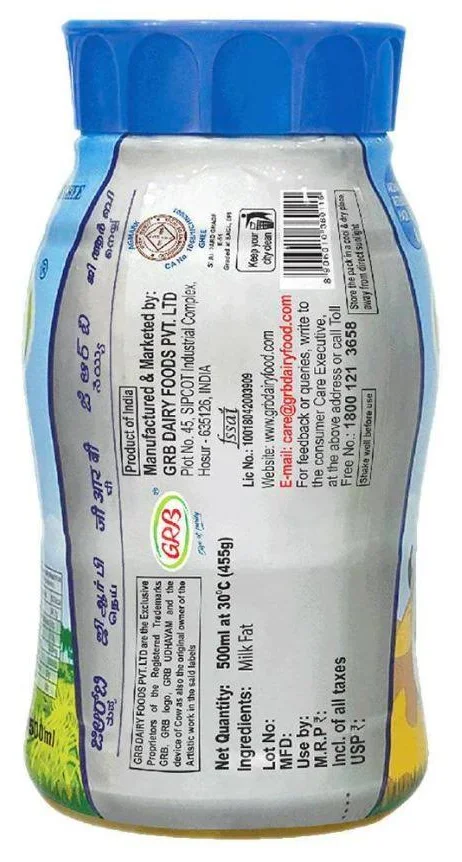 ಜಿಆರ್‌ಬಿ
ஜிஆர்பி
நெய்
जी आर बी
घी
GRB DAIRY FOODS PVT.LTD are the Exclusive
Proprietors of the Registered Trademarks
GRB, GRB logo, GRB UDHAYAM and the
device of Cow as also the original owner of the
Artistic work in the said labels
GRB
®
Product of India
Manufactured & Marketed by:
GRB DAIRY FOODS PVT. LTD
Plot No. 45, SIPCOT Industrial Complex,
Hosur - 635126, INDIA
AGMARK
GHEE
Keep your
city clean
Net Quantity: 500ml at 30°C (455g)
Ingredients: Milk Fat
fssai
Lic No.: 10018042003909
Lot No:
MFD:
Use by:
M.R.P ₹:
Incl. of all taxes
USP ₹:
Website: www.grbdairyfood.com
E-mail: care@grbdairyfood.com
For feedback or queries, write to
the consumer Care Executive,
at the above address or call Toll
Free No.: 1800 121 3658
Shake well before use
Store the pack in a cool & dry place
away from direct sunlight
500ml